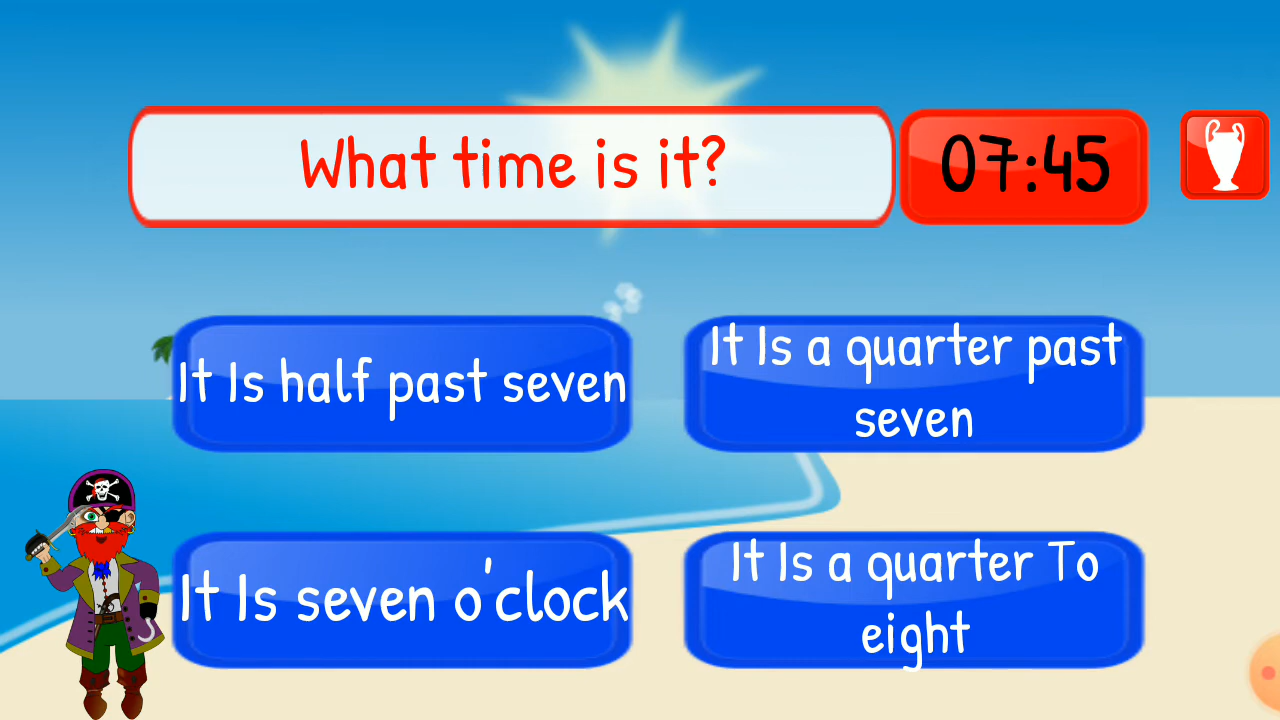 What time is it?
07:45
It Is half past seven
It Is a quarter past
seven
It Is seven o'clock
It Is a quarter To
eight